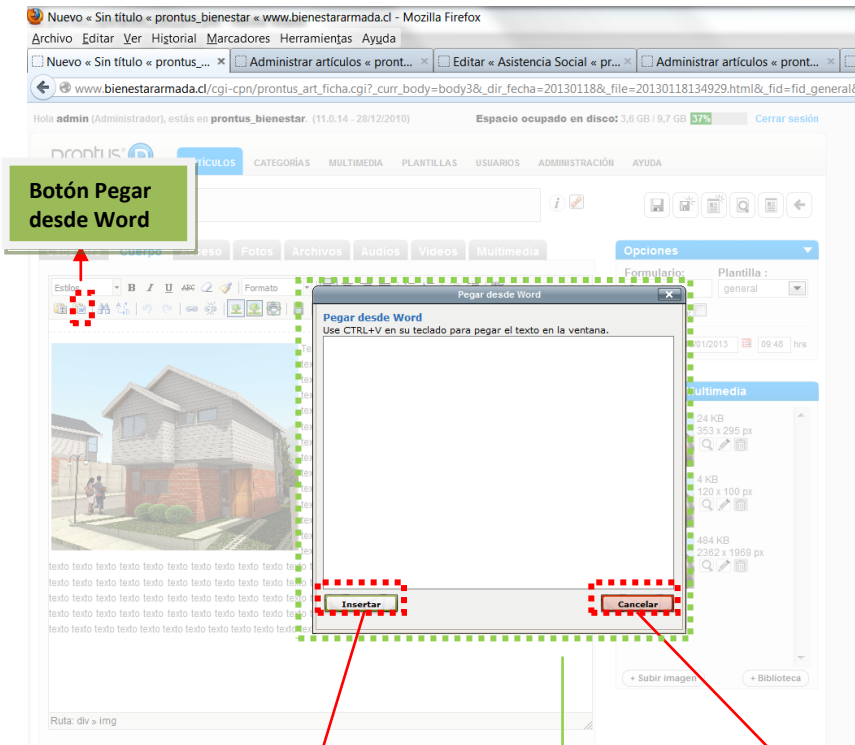 Nuevo « Sin título « prontus_bienestar « www.bienestararmada.cl - Mozilla Firefox
Archivo Editar Ver Historial Marcadores Herramientas Ayuda
Nuevo « Sin título « prontus_... × Administrar artículos « pront... × Editar « Asistencia Social « pr... × Administrar artículos « pront... ×
www.bienestararmada.cl/cgi-cpn/prontus_art_ficha.cgi?_curr_body=body3&_dir_fecha=20130118&_file=20130118134929.html&_fid=fid_general&
Hola admin (Administrador), estás en prontus_bienestar. (11.0.14 - 28/12/2010) Espacio ocupado en disco: 3,6 GB / 9,7 GB 37% Cerrar sesión
prontus
CATEGORÍAS MULTIMEDIA PLANTILLAS USUARIOS ADMINISTRACIÓN AYUDA
Botón Pegar
desde Word
Cuerpo Fotos Archivos Audios Videos Multimedia
Opciones
Formulario: Plantilla :
general
Estilos B I U ABC Formato
Pegar desde Word
Pegar desde Word
Use CTRL+V en su teclado para pegar el texto en la ventana.
/01/2013 09:48 hrs
24 KB
353 x 295 px
4 KB
120 x 100 px
484 KB
2362 x 1969 px
texto texto texto texto texto texto texto texto texto texto
texto texto texto texto texto texto texto texto texto texto
texto texto texto texto texto texto texto texto texto texto
texto texto texto texto texto texto texto texto texto texto
texto texto texto texto texto texto texto texto texto texto
Insertar Cancelar
+ Subir imagen + Biblioteca
Ruta: div » img